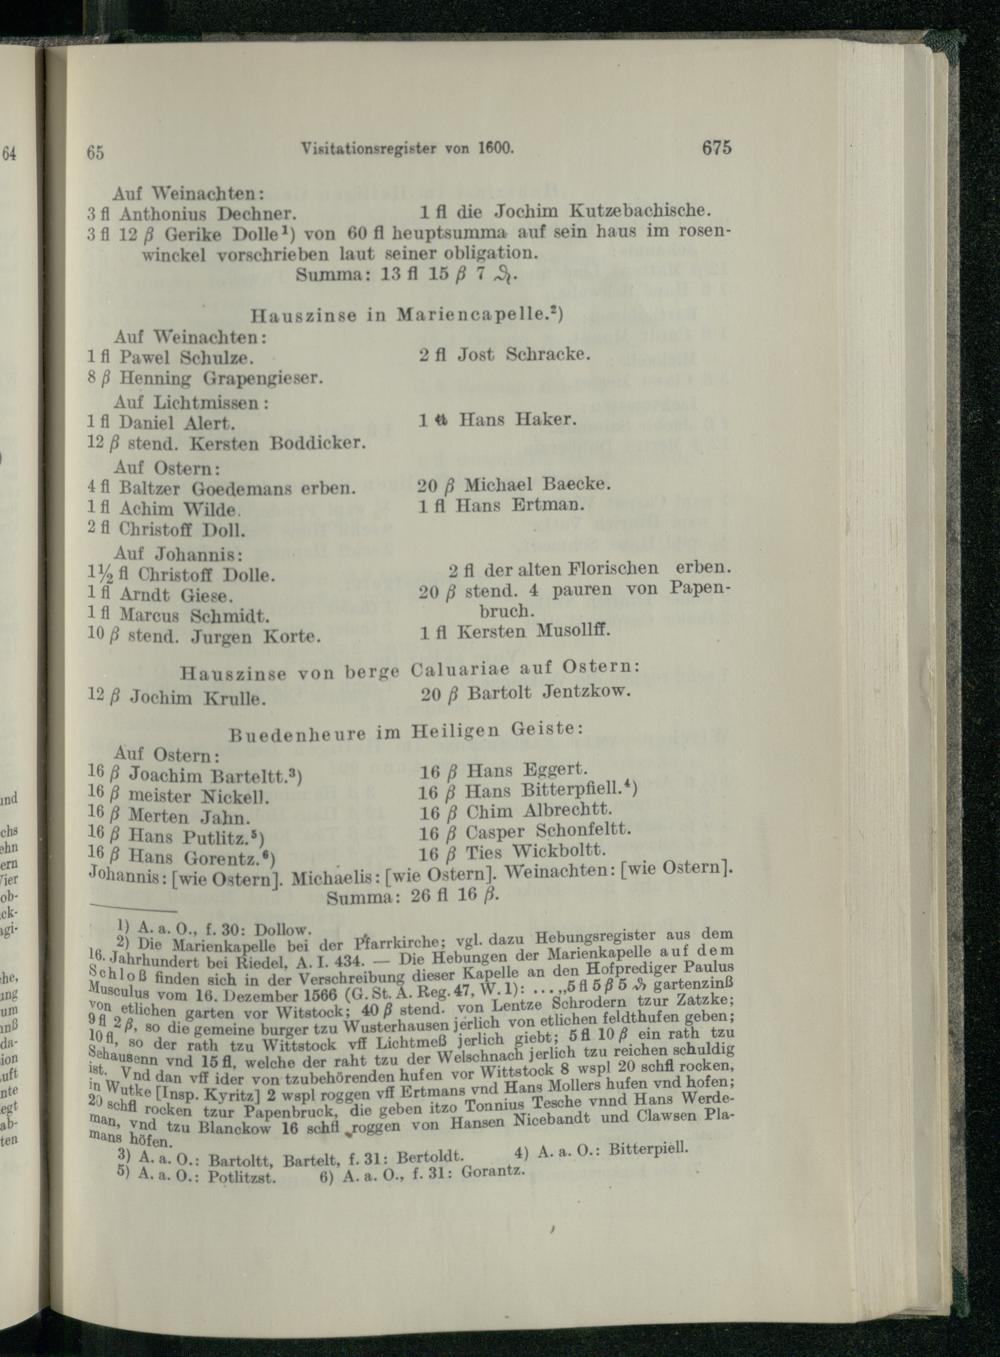 65 Visitationsregister von 1600. 675
Auf Weinachten:
3 fl Anthonius Dechner. 1 fl die Jochim Kutzebachische.
3 fl 12 β Gerike Dolle¹) von 60 fl heuptsumma auf sein haus im rosen-
winckel vorschrieben laut seiner obligation.
Summa: 13 fl 15 β 7 ₰.
Hauszinse in Mariencapelle.²)
Auf Weinachten:
1 fl Pawel Schulze. 2 fl Jost Schracke.
8 β Henning Grapengieser.
Auf Lichtmissen:
1 fl Daniel Alert. 1 ℔ Hans Haker.
12 β stend. Kersten Boddicker.
Auf Ostern:
4 fl Baltzer Goedemans erben. 20 β Michael Baecke.
1 fl Achim Wilde. 1 fl Hans Ertman.
2 fl Christoff Doll.
Auf Johannis:
1½ fl Christoff Dolle. 2 fl der alten Florischen erben.
1 fl Arndt Giese. 20 β stend. 4 pauren von Papen-
1 fl Marcus Schmidt. bruch.
10 β stend. Jurgen Korte. 1 fl Kersten Musollff.
Hauszinse von berge Caluariae auf Ostern:
12 β Jochim Krulle. 20 β Bartolt Jentzkow.
Buedenheure im Heiligen Geiste:
Auf Ostern:
16 β Joachim Barteltt.³) 16 β Hans Eggert.
16 β meister Nickell. 16 β Hans Bitterpfiell.⁴)
16 β Merten Jahn. 16 β Chim Albrechtt.
16 β Hans Putlitz.⁵) 16 β Casper Schonfeltt.
16 β Hans Gorentz.⁶) 16 β Ties Wickboltt.
Johannis: [wie Ostern]. Michaelis: [wie Ostern]. Weinachten: [wie Ostern].
Summa: 26 fl 16 β.
1) A. a. O., f. 30: Dollow.
2) Die Marienkapelle bei der Pfarrkirche; vgl. dazu Hebungsregister aus dem
16. Jahrhundert bei Riedel, A. I. 434. — Die Hebungen der Marienkapelle auf dem
Schloß finden sich in der Verschreibung dieser Kapelle an den Hofprediger Paulus
Musculus vom 16. Dezember 1566 (G. St. A. Reg. 47, W. 1): . . . „5 fl 5 β 5 ₰ gartenzinß
von etlichen garten vor Witstock; 40 β stend. von Lentze Schrodern tzur Zatzke;
9 fl 2 β, so die gemeine burger tzu Wusterhausen jerlich von etlichen feldthufen geben;
10 fl, so der rath tzu Wittstock vff Lichtmeß jerlich giebt; 5 fl 10 β ein rath tzu
Sehausenn vnd 15 fl, welche der raht tzu der Welschnach jerlich tzu reichen schuldig
ist. Vnd dan vff ider von tzubehörenden hufen vor Wittstock 8 wspl 20 schfl rocken,
in Wutke [Insp. Kyritz] 2 wspl roggen vff Ertmans vnd Hans Mollers hufen vnd hofen;
20 schfl rocken tzur Papenbruck, die geben itzo Tonnius Tesche vnnd Hans Werde-
man, vnd tzu Blanckow 16 schfl roggen von Hansen Nicebandt und Clawsen Pla-
mans höfen.
3) A. a. O.: Bartoltt, Bartelt, f. 31: Bertoldt. 4) A. a. O.: Bitterpiell.
5) A. a. O.: Potlitzst. 6) A. a. O., f. 31: Gorantz.
64